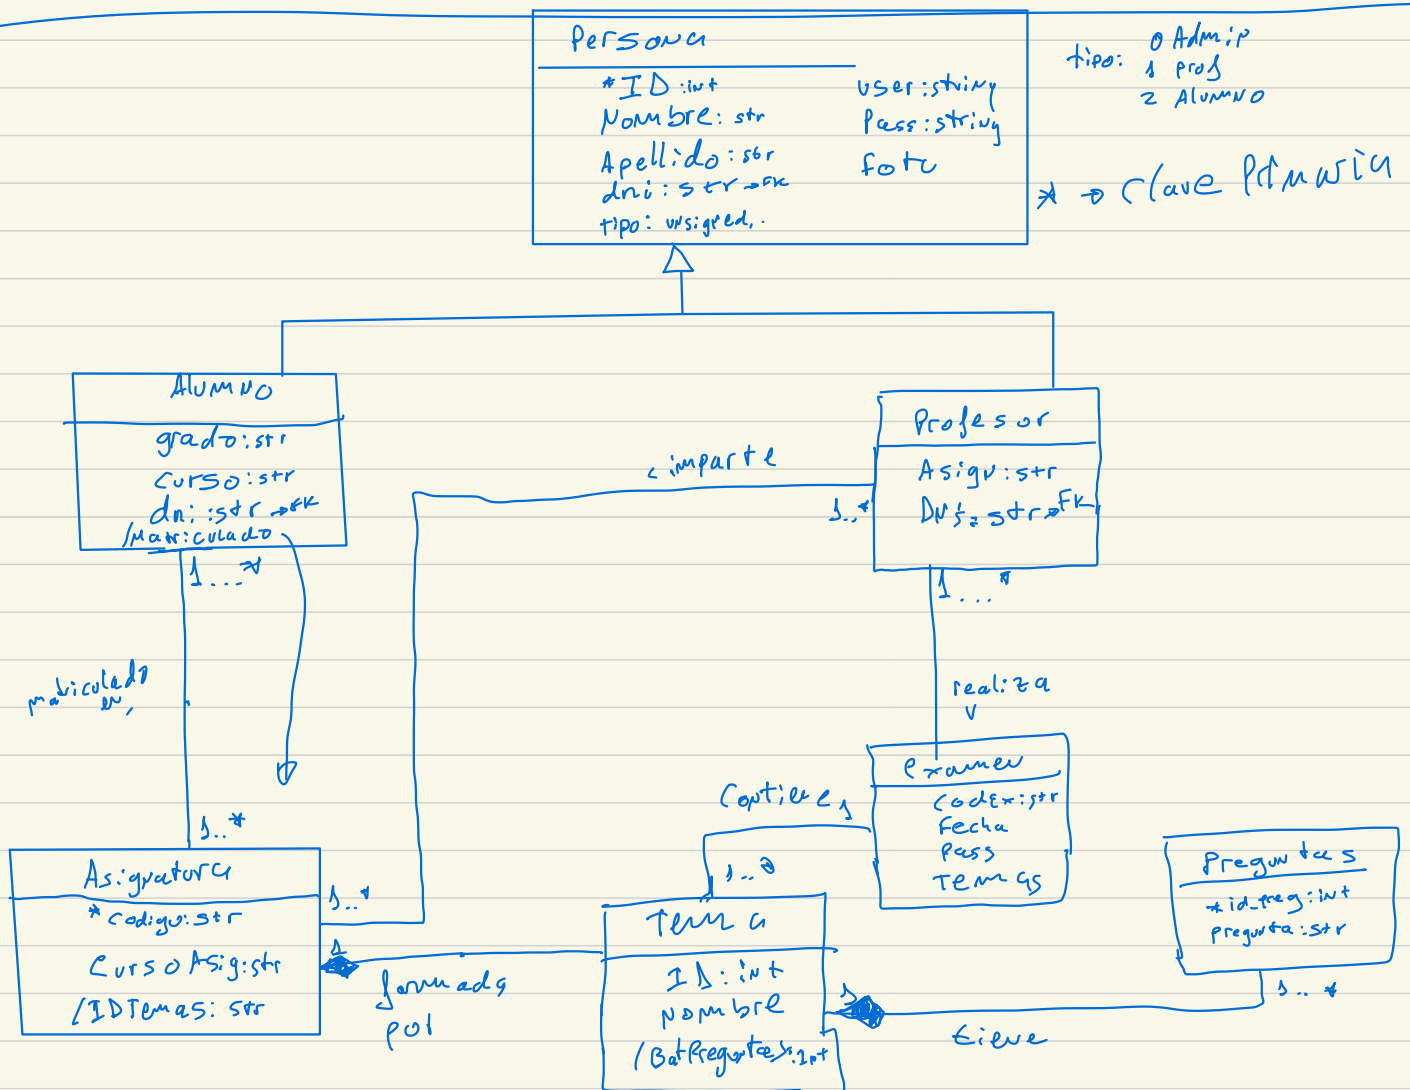 Persona
*ID:int
Nombre: str
Apellido: str
dni: str → FK
tipo: unsigned,.
user:string
Pass:string
foto
tipo: 0 Admin
1 prof
2 Alumno
* → Clave Primaria
Alumno
grado:str
Curso:str
dni:str → FK
/Matriculado
1...*
Profesor
Asign:str
DNI: str → FK
1..*
1...*
< imparte
matriculado
en
1..*
realiza
v
examen
CodEx:str
Fecha
Pass
Temas
Contiene
1
1..*
Preguntas
*id_preg:int
pregunta:str
1.. *
Asignatura
*codigo:str
CursoAsig:str
/IDTemas: str
1..*
1
formada
por
Tema
ID: int
Nombre
/BatPreguntas:Int
1
tiene